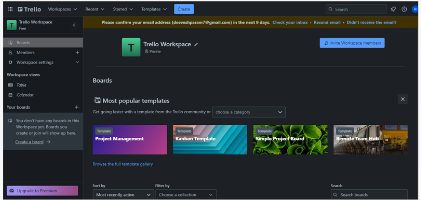 Trello
Workspaces
Recent
Starred
Templates
Create
Search
Trello Workspace
Free
Please confirm your email address (devworkspace7@gmail.com) in the next 9 days. Check your inbox · Resend email · Didn't receive the email?
Boards
Members
Workspace settings
Workspace views
Table
Calendar
Your boards
You don't have any boards in this Workspace yet. Boards you create or join will show up here.
Create a board
Upgrade to Premium
Trello Workspace
Private
Invite Workspace members
Boards
Most popular templates
Get going faster with a template from the Trello community or
choose a category
Template
Project Management
Template
Kanban Template
Template
Simple Project Board
Template
Remote Team Hub
Browse the full template gallery
Sort by
Most recently active
Filter by
Choose a collection
Search
Search boards